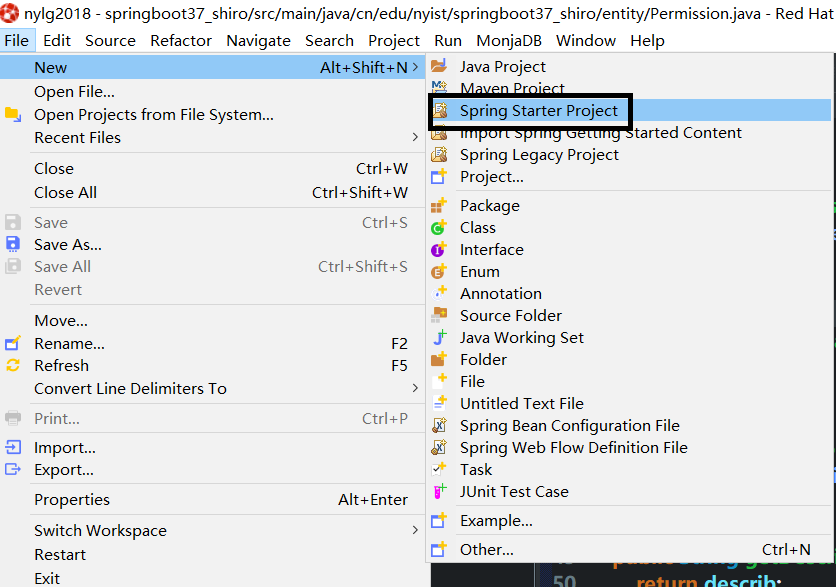 nylg2018 - springboot37_shiro/src/main/java/cn/edu/nyist/springboot37_shiro/entity/Permission.java - Red Hat
File Edit Source Refactor Navigate Search Project Run MonjaDB Window Help
New Alt+Shift+N
Open File...
Open Projects from File System...
Recent Files
Close Ctrl+W
Close All Ctrl+Shift+W
Save Ctrl+S
Save As...
Save All Ctrl+Shift+S
Revert
Move...
Rename... F2
Refresh F5
Convert Line Delimiters To
Print... Ctrl+P
Import...
Export...
Properties Alt+Enter
Switch Workspace
Restart
Exit
Java Project
Maven Project
Spring Starter Project
Import Spring Getting Started Content
Spring Legacy Project
Project...
Package
Class
Interface
Enum
Annotation
Source Folder
Java Working Set
Folder
File
Untitled Text File
Spring Bean Configuration File
Spring Web Flow Definition File
Task
JUnit Test Case
Example...
Other... Ctrl+N
50 return describ;